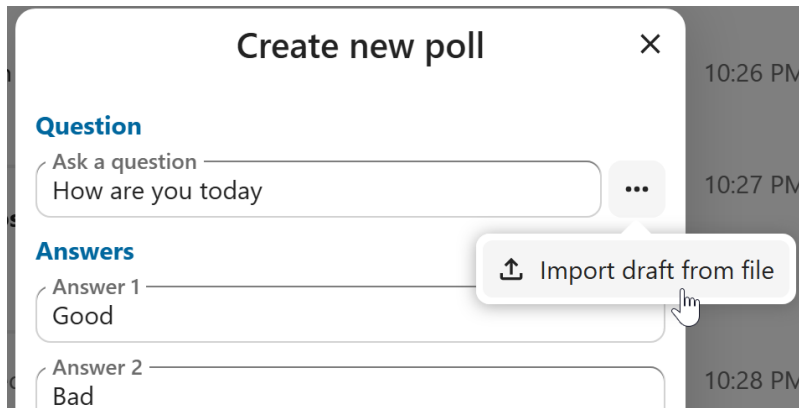 Create new poll
10:26 PM
Question
Ask a question
How are you today
10:27 PM
Answers
Import draft from file
Answer 1
Good
Answer 2
Bad
10:28 PM